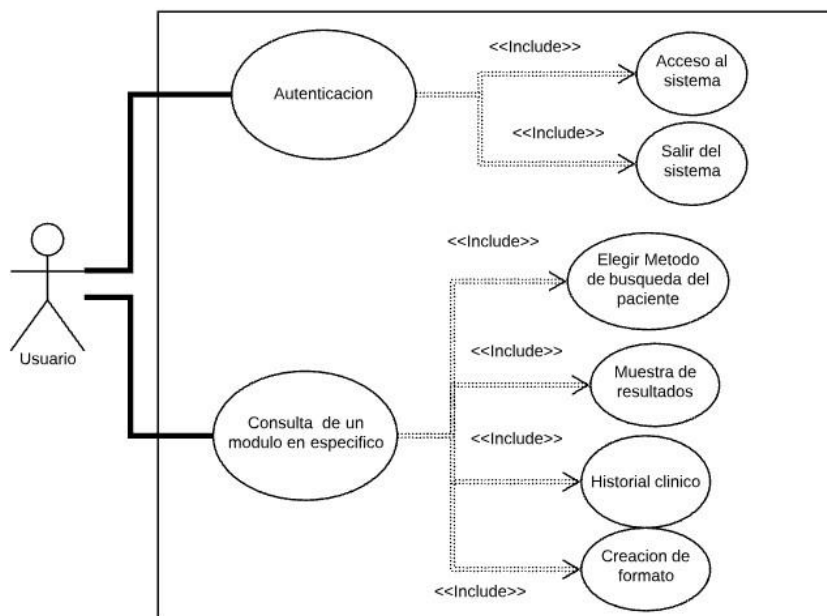 <<Include>>
Acceso al
sistema
Autenticacion
<<Include>>
Salir del
sistema
<<Include>>
Elegir Metodo
de busqueda del
paciente
Usuario
<<Include>>
Muestra de
resultados
Consulta de un
modulo en especifico
<<Include>>
Historial clinico
Creacion de
formato
<<Include>>